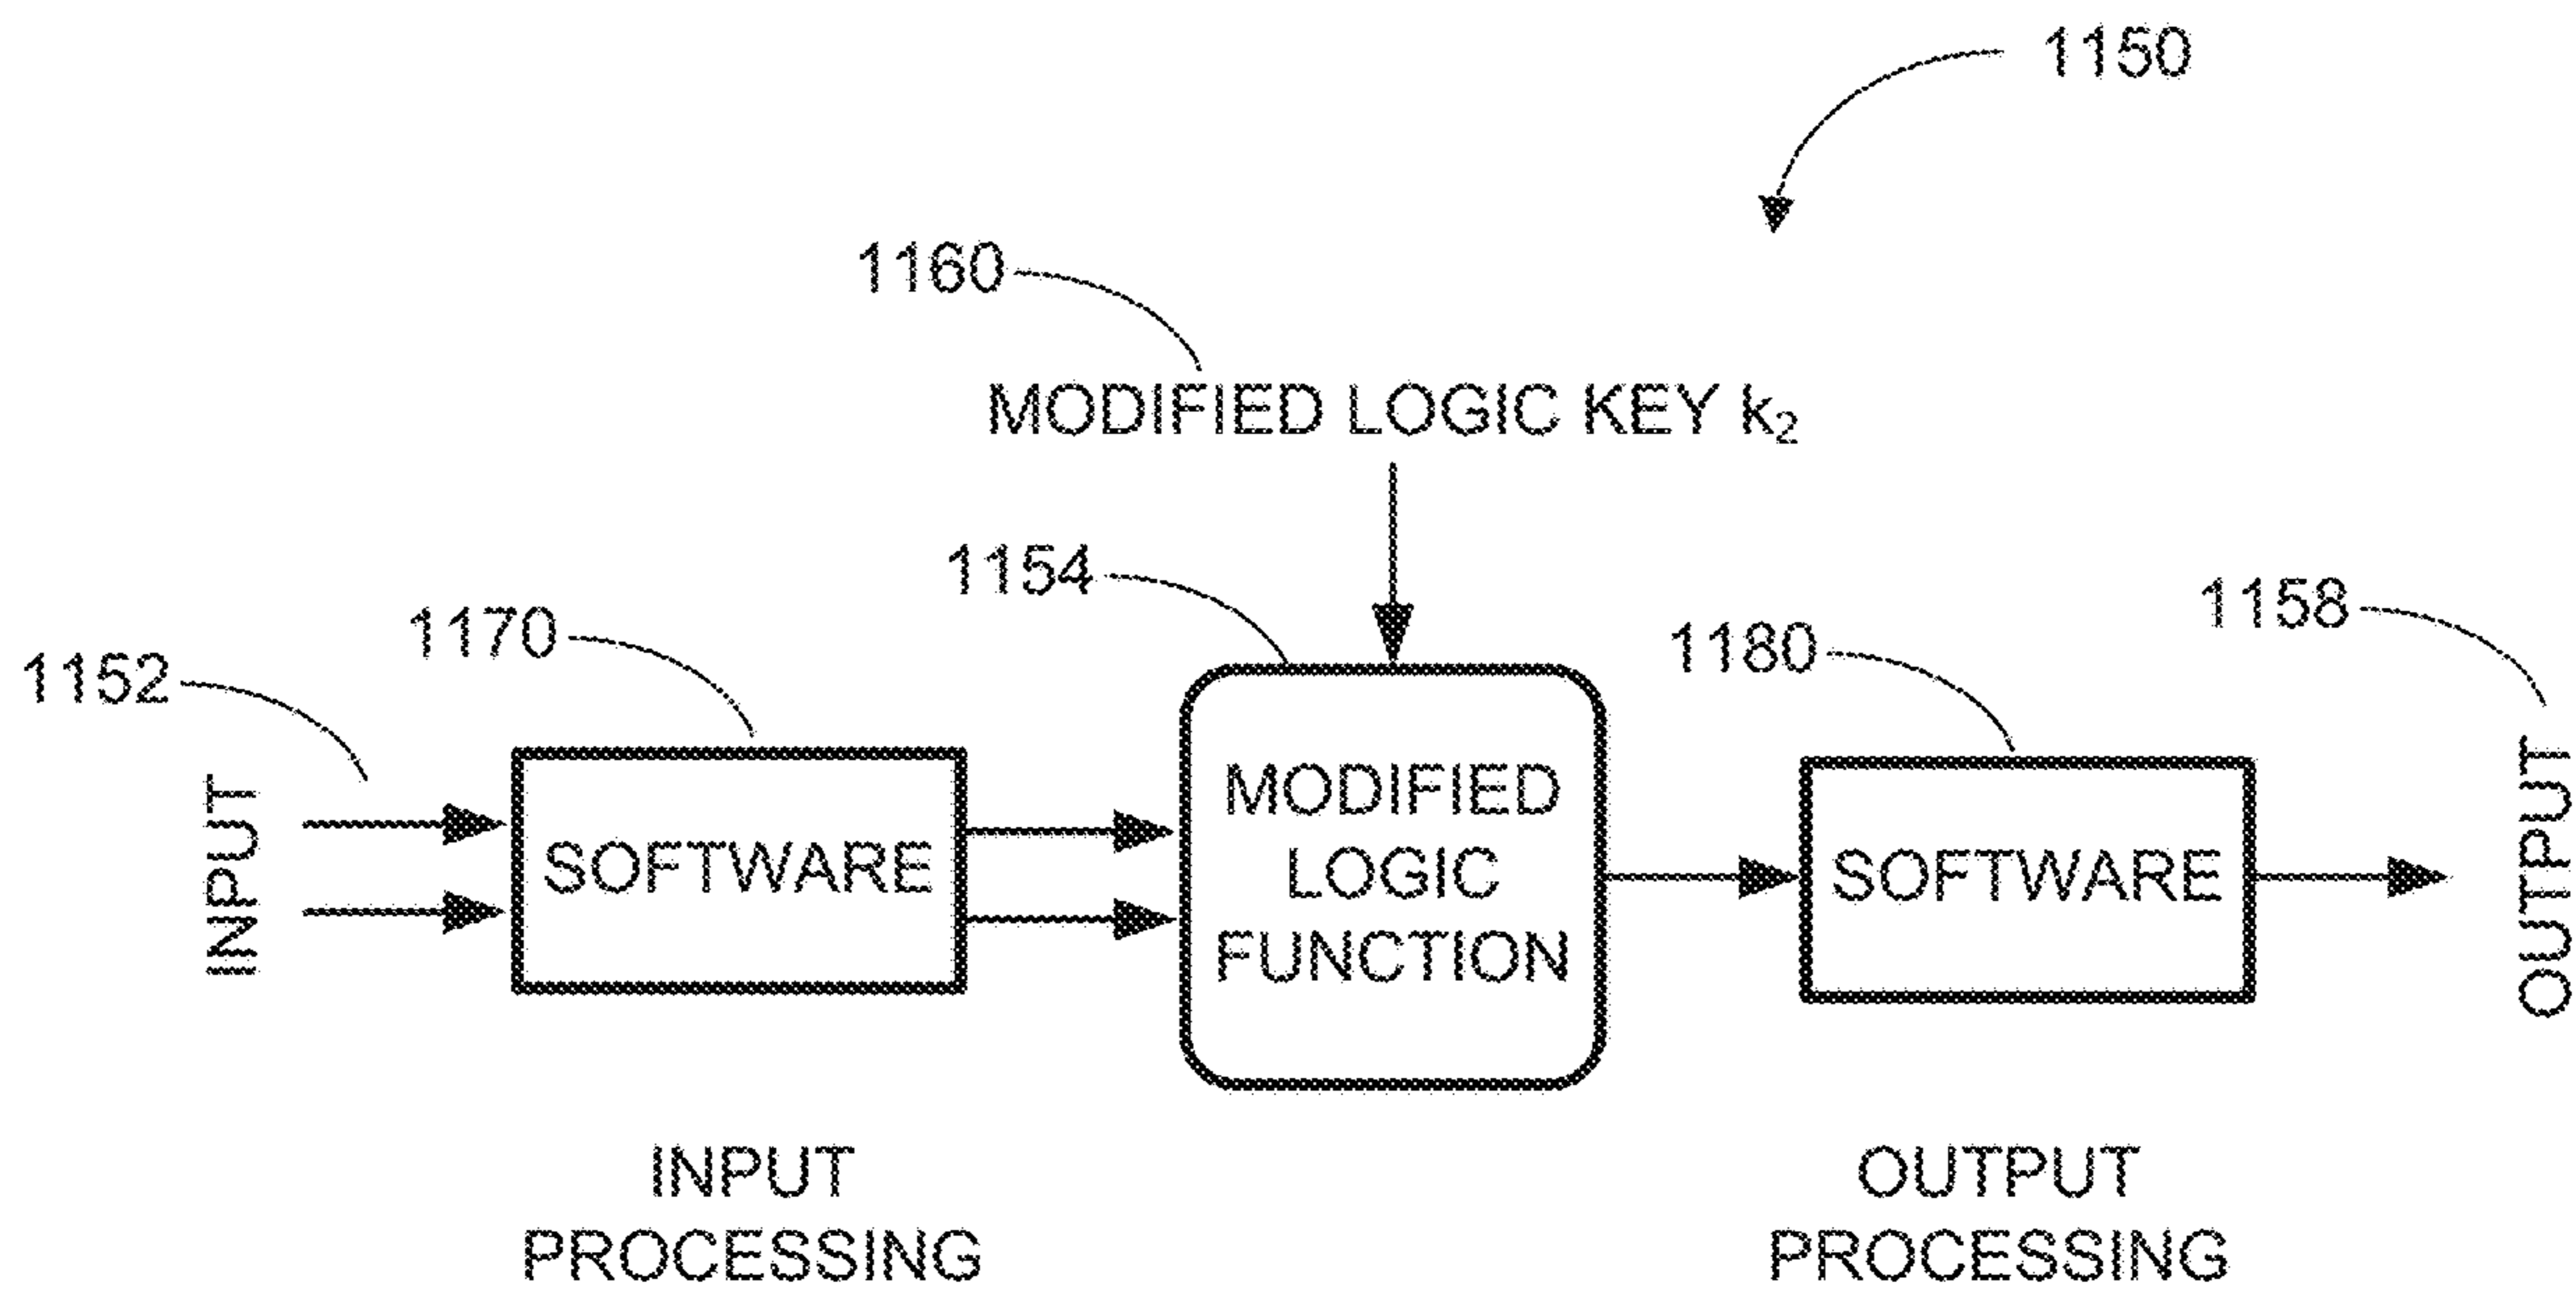 1150
1160
MODIFIED LOGIC KEY k₂
1154
1158
1170
1180
1152
INPUT
SOFTWARE
MODIFIED
LOGIC
FUNCTION
SOFTWARE
OUTPUT
INPUT
PROCESSING
OUTPUT
PROCESSING